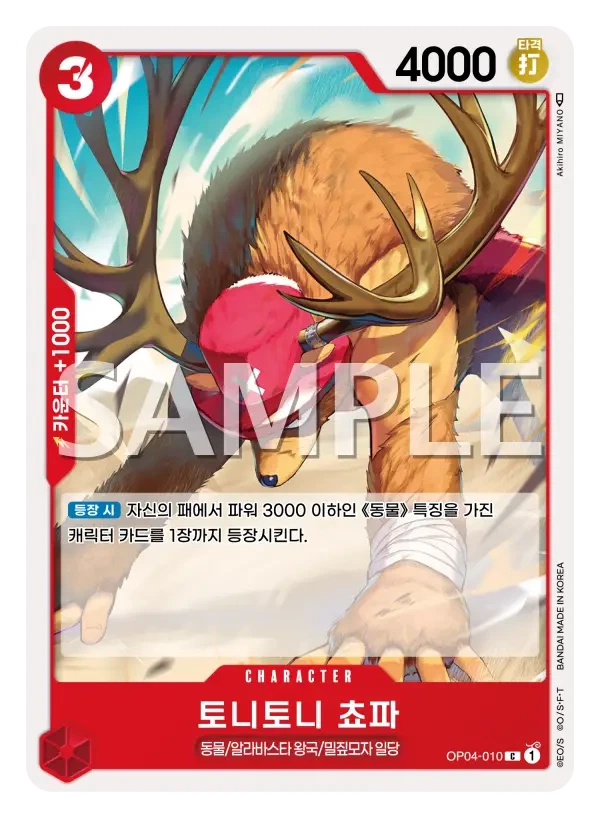 3
4000
타격
打
Akihiro MIYANO
카운터 +1000
SAMPLE
등장 시 자신의 패에서 파워 3000 이하인 《동물》 특징을 가진
캐릭터 카드를 1장까지 등장시킨다.
CHARACTER
토니토니 쵸파
동물/알라바스타 왕국/밀짚모자 일당
OP04-010 C 1
©EO/S ©O/S·F·T BANDAI MADE IN KOREA